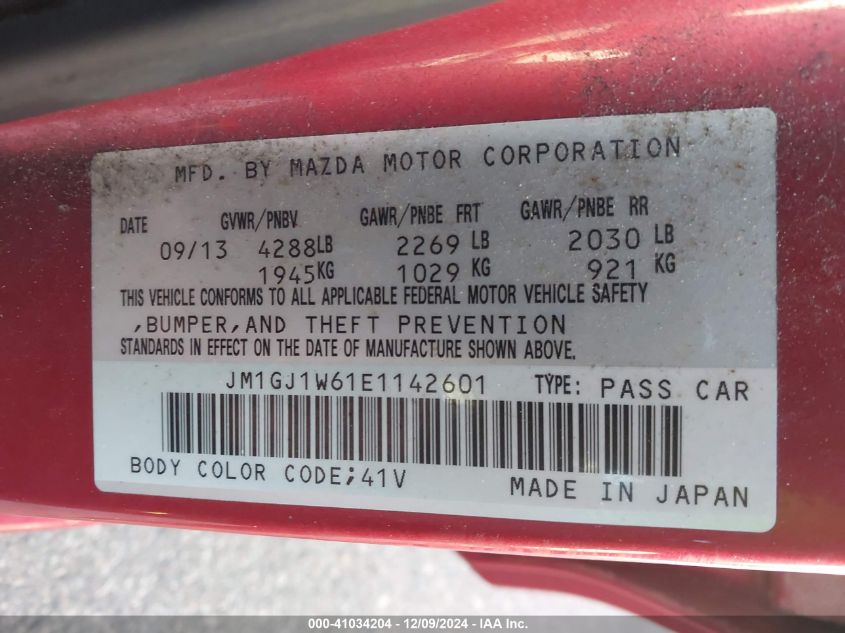 MFD. BY MAZDA MOTOR CORPORATION
DATE GVWR/PNBV GAWR/PNBE FRT GAWR/PNBE RR
09/13 4288LB 2269 LB 2030 LB
1945KG 1029 KG 921 KG
THIS VEHICLE CONFORMS TO ALL APPLICABLE FEDERAL MOTOR VEHICLE SAFETY
,BUMPER,AND THEFT PREVENTION
STANDARDS IN EFFECT ON THE DATE OF MANUFACTURE SHOWN ABOVE.
JM1GJ1W61E1142601 TYPE: PASS CAR
BODY COLOR CODE;41V
MADE IN JAPAN
000-41034204 - 12/09/2024 - IAA Inc.